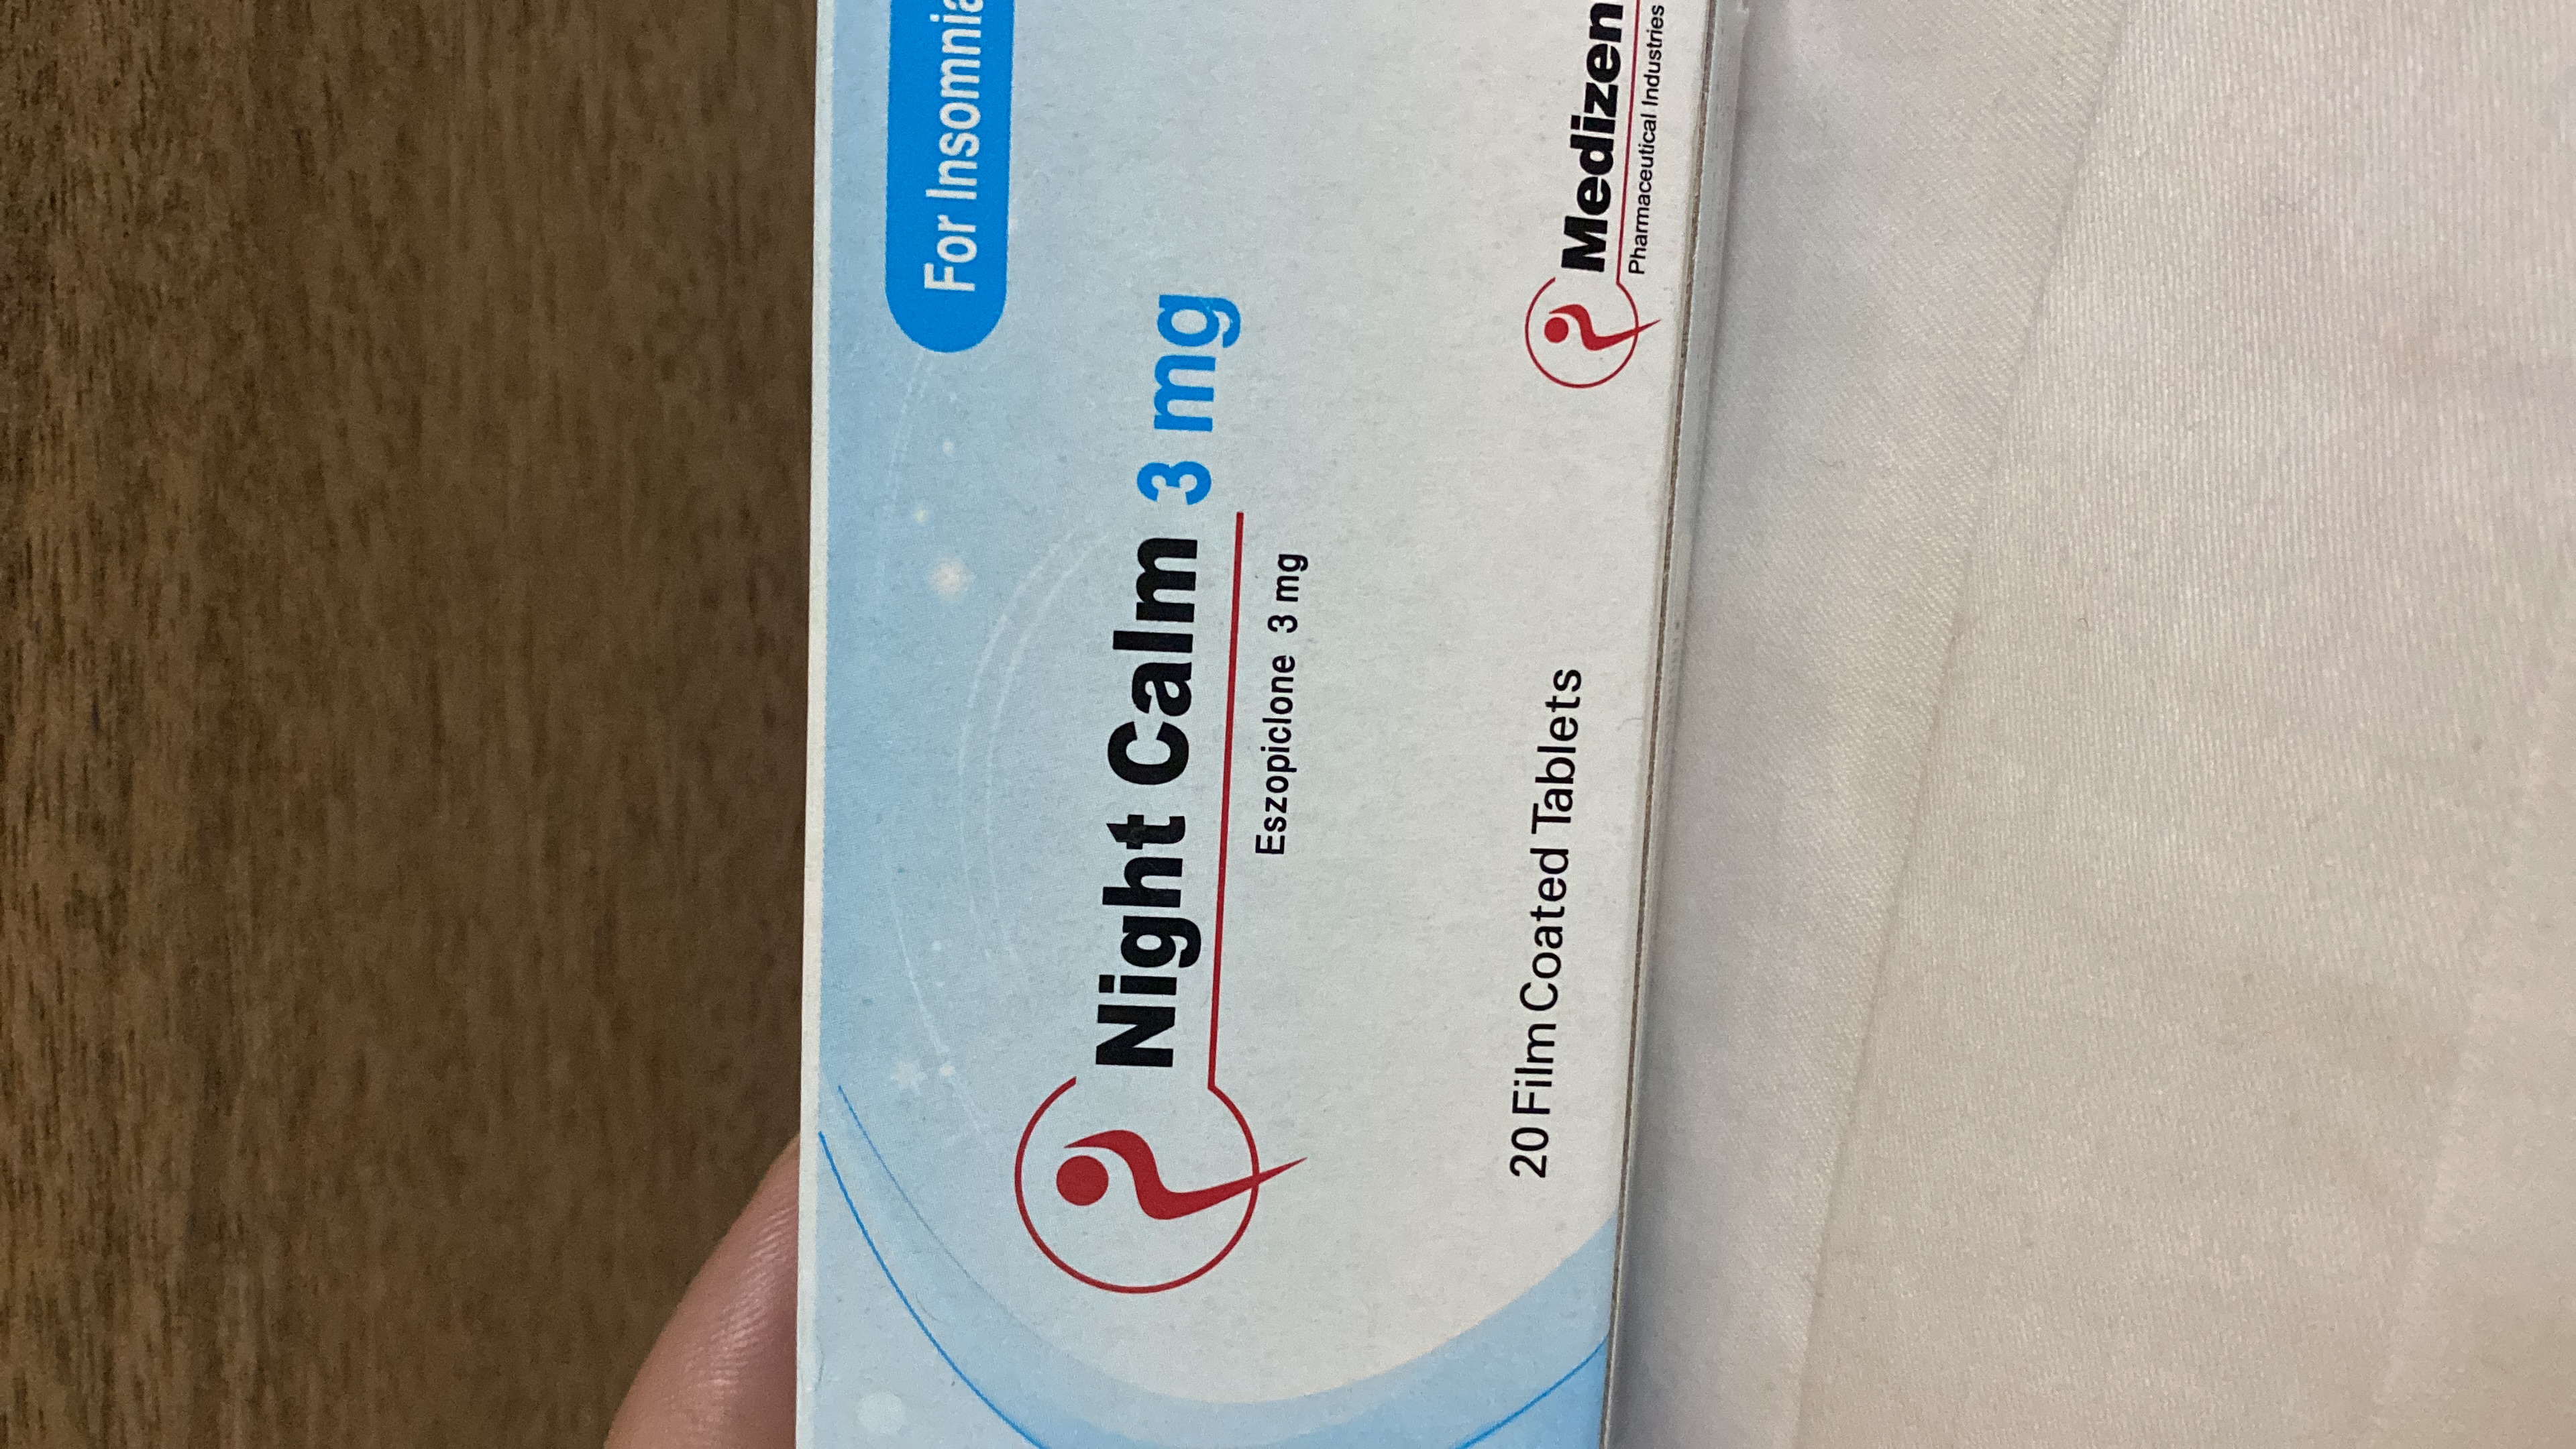 For Insomnia
Night Calm 3 mg
Eszopiclone 3 mg
20 Film Coated Tablets
Medizen
Pharmaceutical Industries